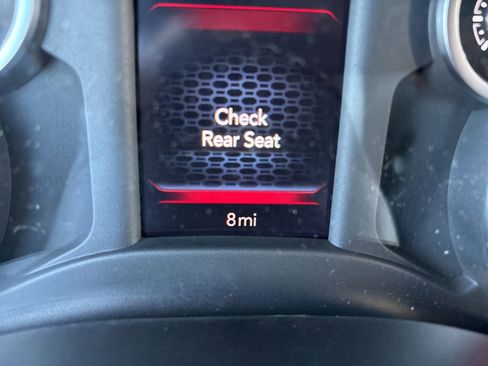 Check
Rear Seat
8mi